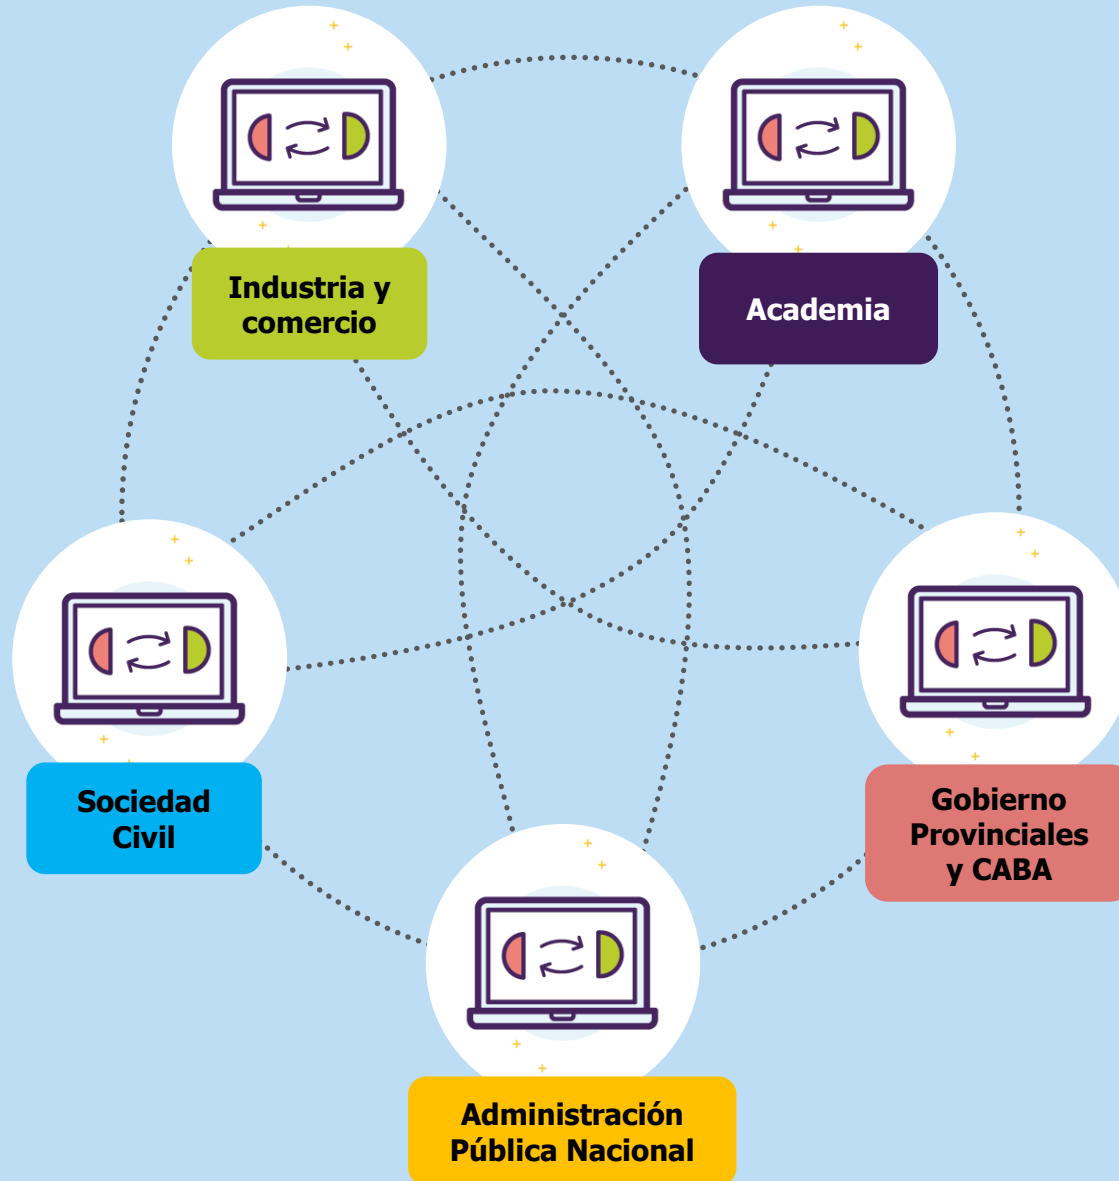 Industria y
comercio
Academia
Sociedad
Civil
Gobierno
Provinciales
y CABA
Administración
Pública Nacional